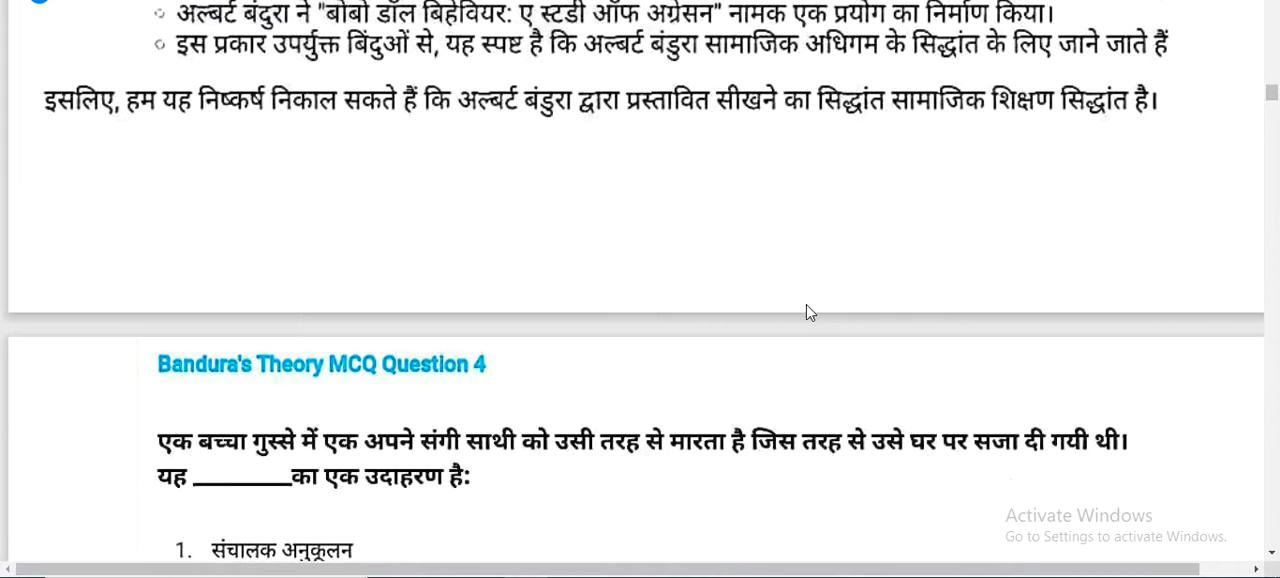 अल्बर्ट बंदुरा ने "बोबो डॉल बिहेवियर: ए स्टडी ऑफ अग्रेसन" नामक एक प्रयोग का निर्माण किया।
इस प्रकार उपर्युक्त बिंदुओं से, यह स्पष्ट है कि अल्बर्ट बंडुरा सामाजिक अधिगम के सिद्धांत के लिए जाने जाते हैं
इसलिए, हम यह निष्कर्ष निकाल सकते हैं कि अल्बर्ट बंडुरा द्वारा प्रस्तावित सीखने का सिद्धांत सामाजिक शिक्षण सिद्धांत है।
Bandura's Theory MCQ Question 4
एक बच्चा गुस्से में एक अपने संगी साथी को उसी तरह से मारता है जिस तरह से उसे घर पर सजा दी गयी थी।
यह ________का एक उदाहरण है:
1. संचालक अनुकूलन
Activate Windows
Go to Settings to activate Windows.